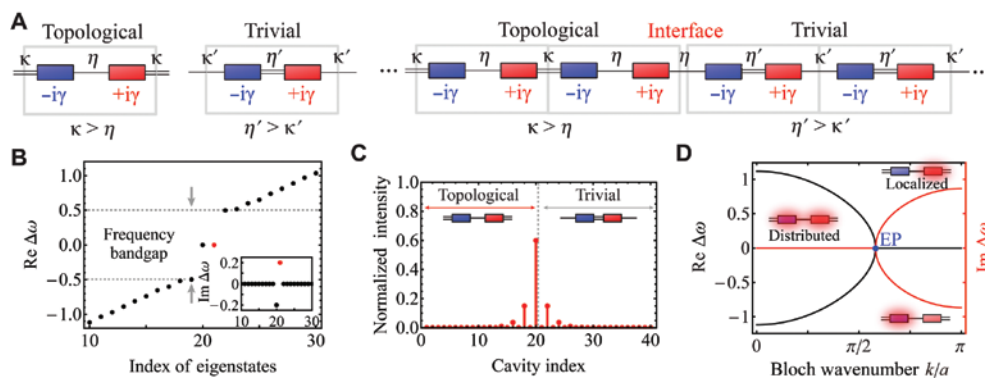 A
Topological Trivial Topological Interface Trivial
κ η κ κ′ η′ κ′ κ η κ η η′ κ′ η′ κ′
... ...
−iγ +iγ −iγ +iγ −iγ +iγ −iγ +iγ −iγ +iγ −iγ +iγ
κ > η η′ > κ′ κ > η η′ > κ′
B
Re Δω
1.0
0.5
0.0
−0.5
−1.0
Frequency
bandgap
Im Δω
0.2
0
−0.2
10 20 30
10 20 30
Index of eigenstates
C
Normalized intensity
1.0
0.8
0.6
0.4
0.2
0.0
Topological Trivial
0 10 20 30 40
Cavity index
D
Re Δω
1
0.5
0
−0.5
−1
Localized
Distributed
EP
Im Δω
1
0.5
0
−0.5
−1
0 π/2 π
Bloch wavenumber k/a